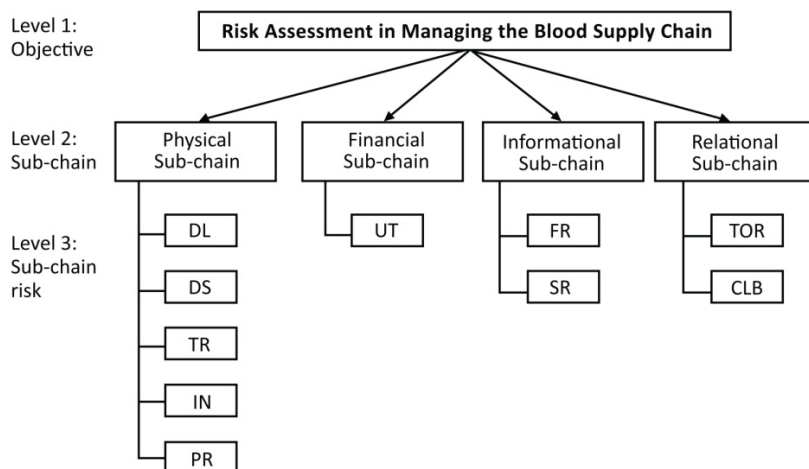 Level 1:
Objective
Risk Assessment in Managing the Blood Supply Chain
Level 2:
Sub-chain
Physical
Sub-chain
Financial
Sub-chain
Informational
Sub-chain
Relational
Sub-chain
Level 3:
Sub-chain
risk
DL
UT
FR
TOR
DS
SR
CLB
TR
IN
PR